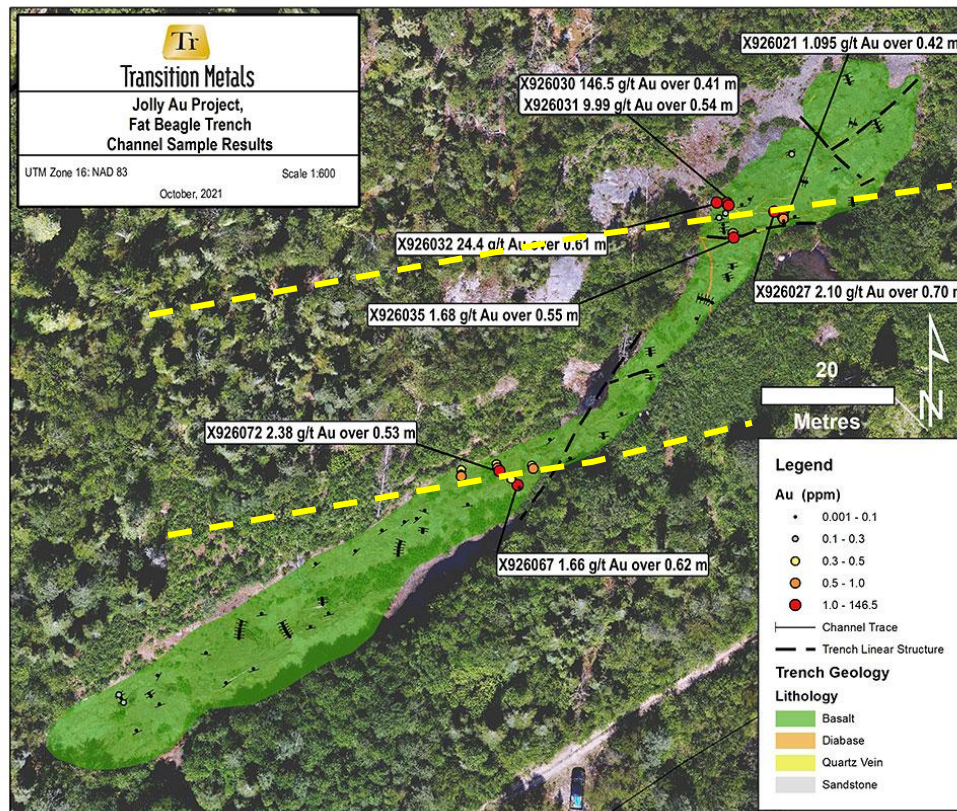 Tr
Transition Metals
Jolly Au Project,
Fat Beagle Trench
Channel Sample Results
UTM Zone 16: NAD 83 Scale 1:600
October, 2021
X926021 1.095 g/t Au over 0.42 m
X926030 146.5 g/t Au over 0.41 m
X926031 9.99 g/t Au over 0.54 m
X926032 24.4 g/t Au over 0.61 m
X926027 2.10 g/t Au over 0.70 m
X926035 1.68 g/t Au over 0.55 m
N
20
Metres
X926072 2.38 g/t Au over 0.53 m
X926067 1.66 g/t Au over 0.62 m
Legend
Au (ppm)
0.001 - 0.1
0.1 - 0.3
0.3 - 0.5
0.5 - 1.0
1.0 - 146.5
Channel Trace
Trench Linear Structure
Trench Geology
Lithology
Basalt
Diabase
Quartz Vein
Sandstone